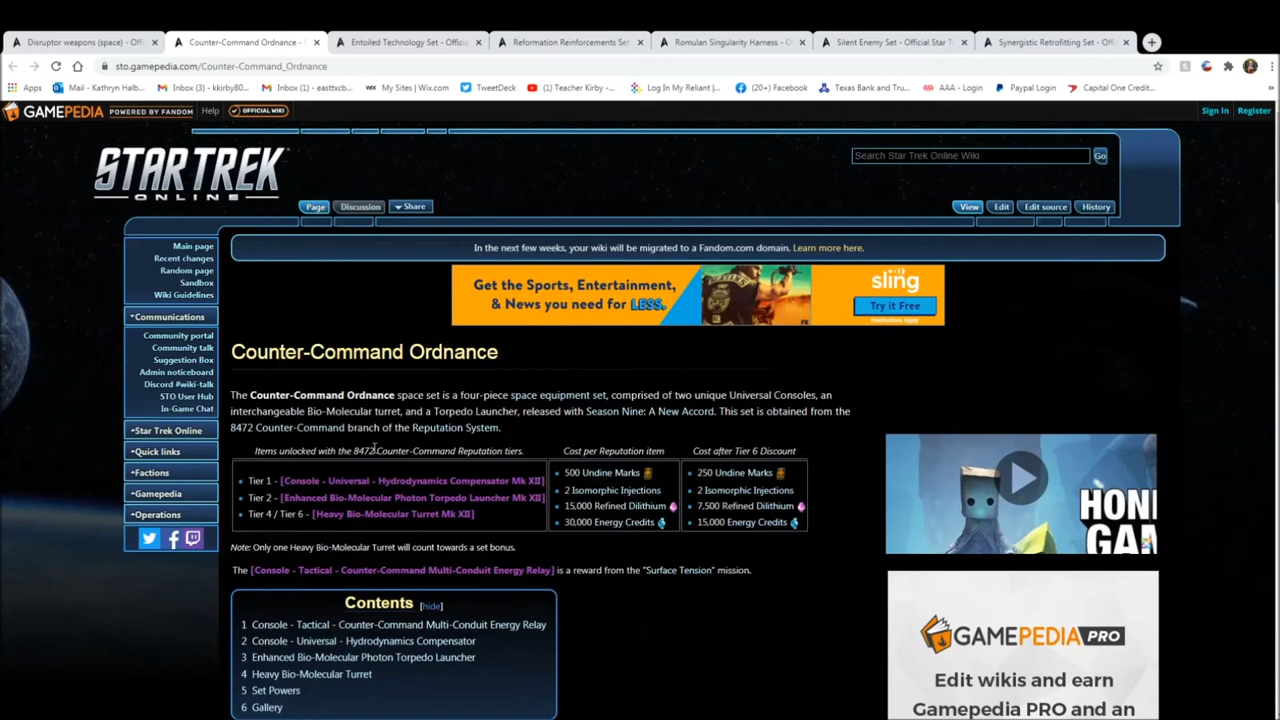 Disruptor weapons (space) - Offi
Counter-Command Ordnance -
Entoiled Technology Set - Officia
Reformation Reinforcements Set
Romulan Singularity Harness -
Silent Enemy Set - Official Star T
Synergistic Retrofitting Set - Offi
sto.gamepedia.com/Counter-Command_Ordnance
Apps
Mail - Kathryn Halb...
Inbox (3) - kkirby80...
Inbox (1) - easttxcb...
WIX My Sites | Wix.com
TweetDeck
(1) Teacher Kirby -...
Log In My Reliant |...
(20+) Facebook
Texas Bank and Tru...
AAA - Login
Paypal Login
Capital One Credit...
»
GAMEPEDIA POWERED BY FANDOM Help OFFICIAL WIKI
Sign In Register
STAR TREK
ONLINE
Search Star Trek Online Wiki Go
Page Discussion Share
View Edit Edit source History
Main page
Recent changes
Random page
Sandbox
Wiki Guidelines
Communications
Community portal
Community talk
Suggestion Box
Admin noticeboard
Discord #wiki-talk
STO User Hub
In-Game Chat
Star Trek Online
Quick links
Factions
Gamepedia
Operations
In the next few weeks, your wiki will be migrated to a Fandom.com domain. Learn more here.
Get the Sports, Entertainment,
& News you need for LESS.
sling
Try it Free
Counter-Command Ordnance
The Counter-Command Ordnance space set is a four-piece space equipment set, comprised of two unique Universal Consoles, an
interchangeable Bio-Molecular turret, and a Torpedo Launcher, released with Season Nine: A New Accord. This set is obtained from the
8472 Counter-Command branch of the Reputation System.
Items unlocked with the 8472 Counter-Command Reputation tiers.
Cost per Reputation item
Cost after Tier 6 Discount
Tier 1 - [Console - Universal - Hydrodynamics Compensator Mk XII]
Tier 2 - [Enhanced Bio-Molecular Photon Torpedo Launcher Mk XII]
Tier 4 / Tier 6 - [Heavy Bio-Molecular Turret Mk XII]
500 Undine Marks
2 Isomorphic Injections
15,000 Refined Dilithium
30,000 Energy Credits
250 Undine Marks
2 Isomorphic Injections
7,500 Refined Dilithium
15,000 Energy Credits
Note: Only one Heavy Bio-Molecular Turret will count towards a set bonus.
The [Console - Tactical - Counter-Command Multi-Conduit Energy Relay] is a reward from the "Surface Tension" mission.
Contents [hide]
1 Console - Tactical - Counter-Command Multi-Conduit Energy Relay
2 Console - Universal - Hydrodynamics Compensator
3 Enhanced Bio-Molecular Photon Torpedo Launcher
4 Heavy Bio-Molecular Turret
5 Set Powers
6 Gallery
HONI
GA
GAMEPEDIA PRO
Edit wikis and earn
Gamepedia PRO and an